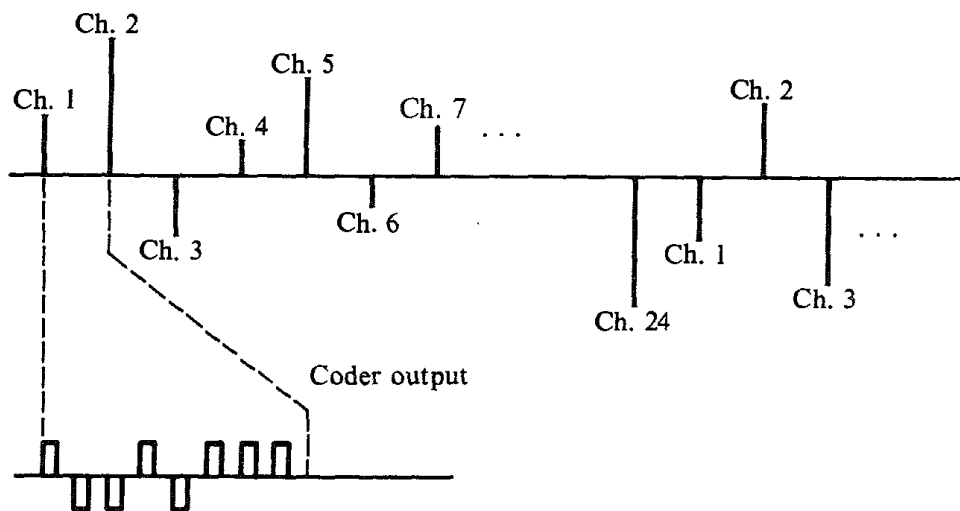 Ch. 1
Ch. 2
Ch. 3
Ch. 4
Ch. 5
Ch. 6
Ch. 7
. . .
Ch. 24
Ch. 1
Ch. 2
Ch. 3
. . .
Coder output